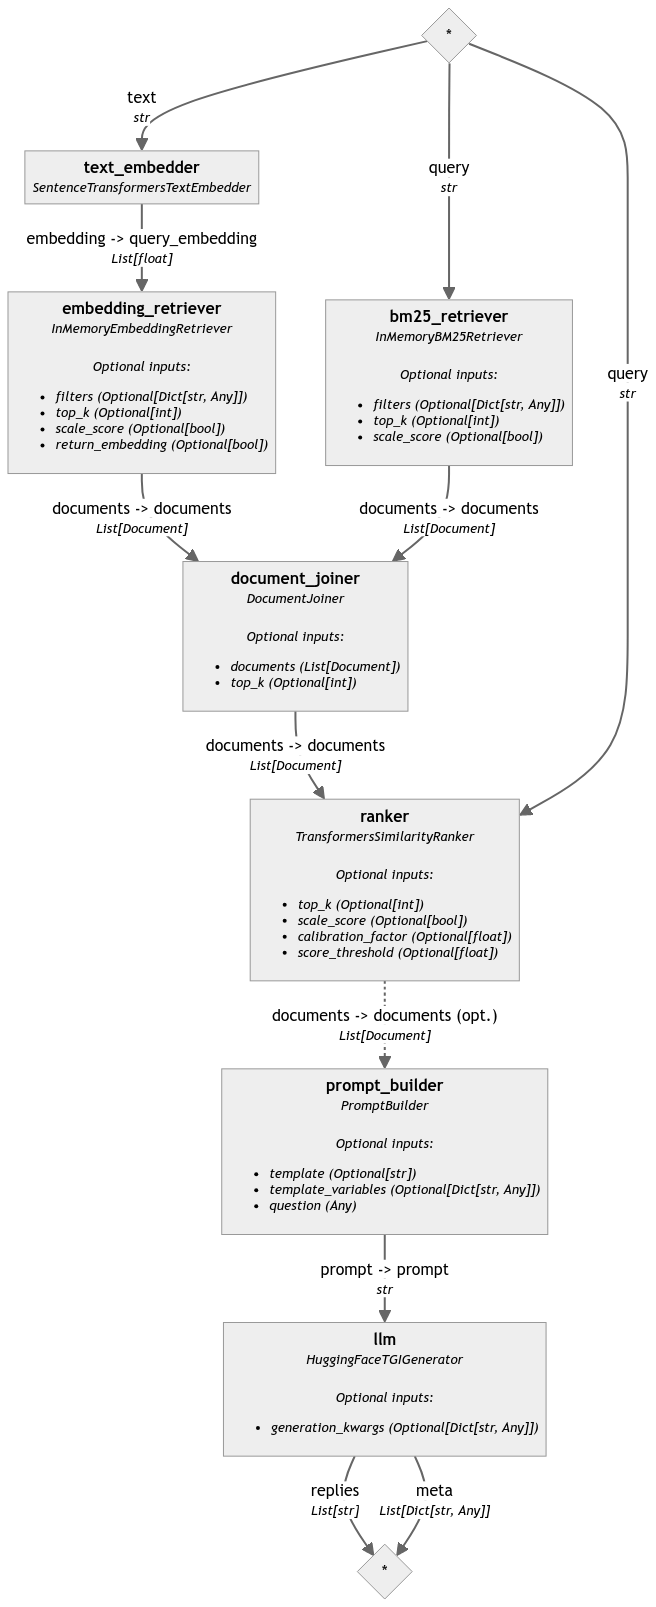 *
text
str
query
str
text_embedder
SentenceTransformersTextEmbedder
embedding -> query_embedding
List[float]
embedding_retriever
InMemoryEmbeddingRetriever
Optional inputs:
• filters (Optional[Dict[str, Any]])
• top_k (Optional[int])
• scale_score (Optional[bool])
• return_embedding (Optional[bool])
bm25_retriever
InMemoryBM25Retriever
Optional inputs:
• filters (Optional[Dict[str, Any]])
• top_k (Optional[int])
• scale_score (Optional[bool])
query
str
documents -> documents
List[Document]
documents -> documents
List[Document]
document_joiner
DocumentJoiner
Optional inputs:
• documents (List[Document])
• top_k (Optional[int])
documents -> documents
List[Document]
ranker
TransformersSimilarityRanker
Optional inputs:
• top_k (Optional[int])
• scale_score (Optional[bool])
• calibration_factor (Optional[float])
• score_threshold (Optional[float])
documents -> documents (opt.)
List[Document]
prompt_builder
PromptBuilder
Optional inputs:
• template (Optional[str])
• template_variables (Optional[Dict[str, Any]])
• question (Any)
prompt -> prompt
str
llm
HuggingFaceTGIGenerator
Optional inputs:
• generation_kwargs (Optional[Dict[str, Any]])
replies
List[str]
meta
List[Dict[str, Any]]
*